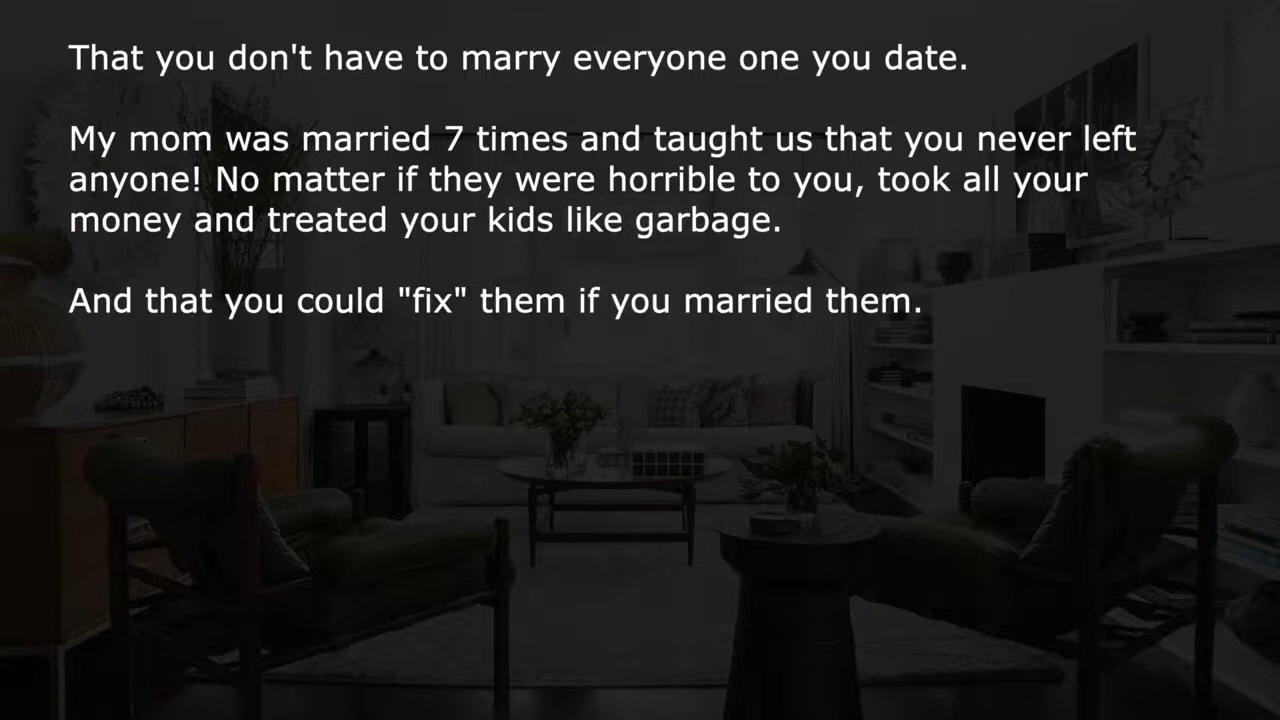 That you don't have to marry everyone one you date.
My mom was married 7 times and taught us that you never left
anyone! No matter if they were horrible to you, took all your
money and treated your kids like garbage.
And that you could "fix" them if you married them.